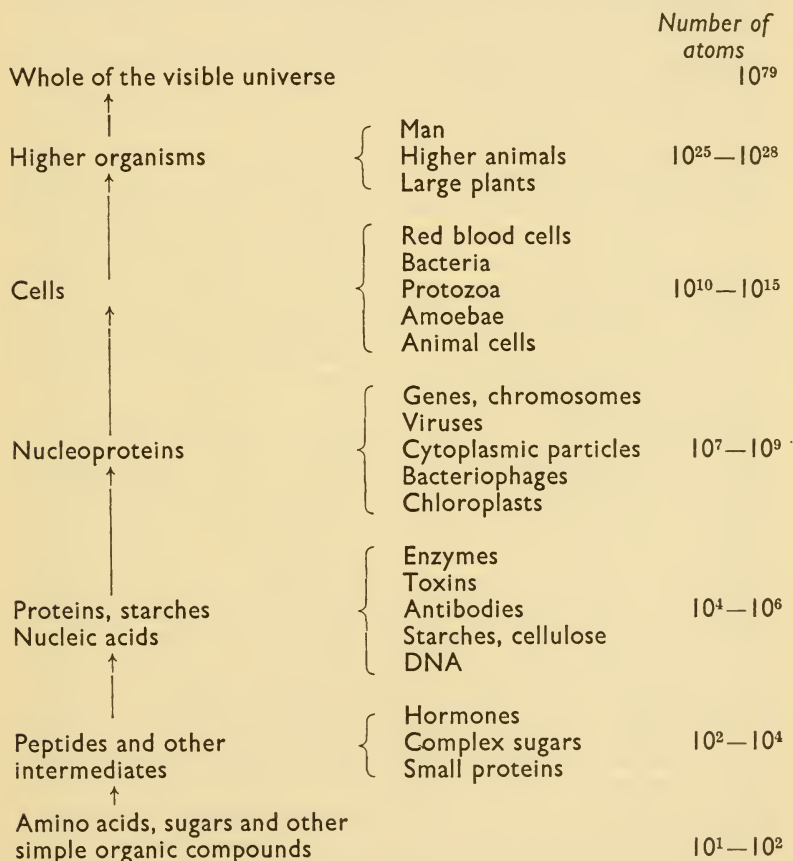 Number of
atoms
Whole of the visible universe 10⁷⁹
Higher organisms
Man
Higher animals 10²⁵—10²⁸
Large plants
Cells
Red blood cells
Bacteria
Protozoa 10¹⁰—10¹⁵
Amoebae
Animal cells
Nucleoproteins
Genes, chromosomes
Viruses
Cytoplasmic particles 10⁷—10⁹
Bacteriophages
Chloroplasts
Proteins, starches
Nucleic acids
Enzymes
Toxins
Antibodies 10⁴—10⁶
Starches, cellulose
DNA
Peptides and other
intermediates
Hormones
Complex sugars 10²—10⁴
Small proteins
Amino acids, sugars and other
simple organic compounds 10¹—10²